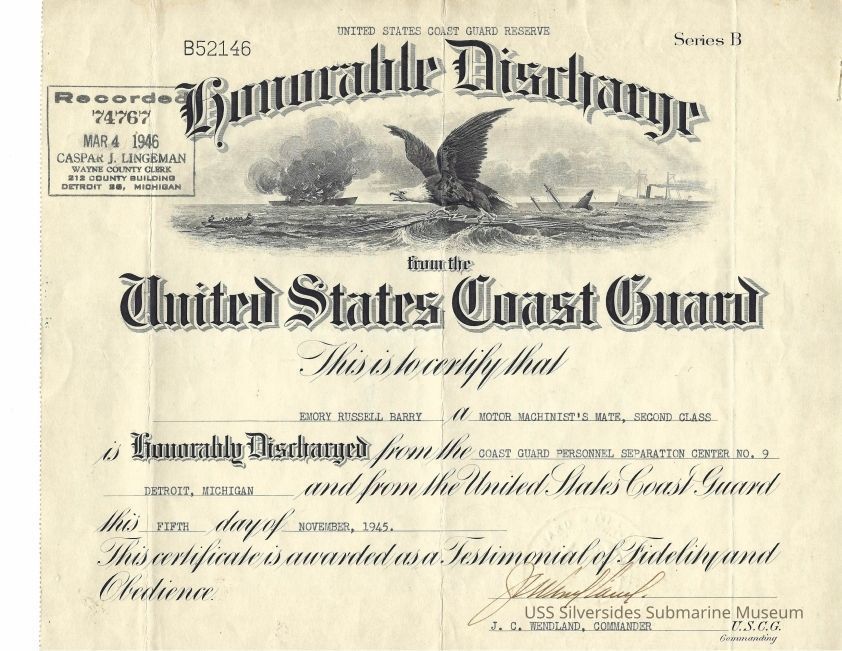 UNITED STATES COAST GUARD RESERVE
B52146
Series B
Honorable Discharge
Recorded
74767
MAR 4 1946
CASPAR J. LINGEMAN
WAYNE COUNTY CLERK
212 COUNTY BUILDING
DETROIT 26, MICHIGAN
from the
United States Coast Guard
This is to certify that
EMORY RUSSELL BARRY a MOTOR MACHINIST'S MATE, SECOND CLASS
is Honorably Discharged from the COAST GUARD PERSONNEL SEPARATION CENTER NO. 9
DETROIT, MICHIGAN and from the United States Coast Guard
this FIFTH day of NOVEMBER, 1945.
This certificate is awarded as a Testimonial of Fidelity and
Obedience.
USS Silversides Submarine Museum
J. C. WENDLAND, COMMANDER U.S.C.G.
Commanding